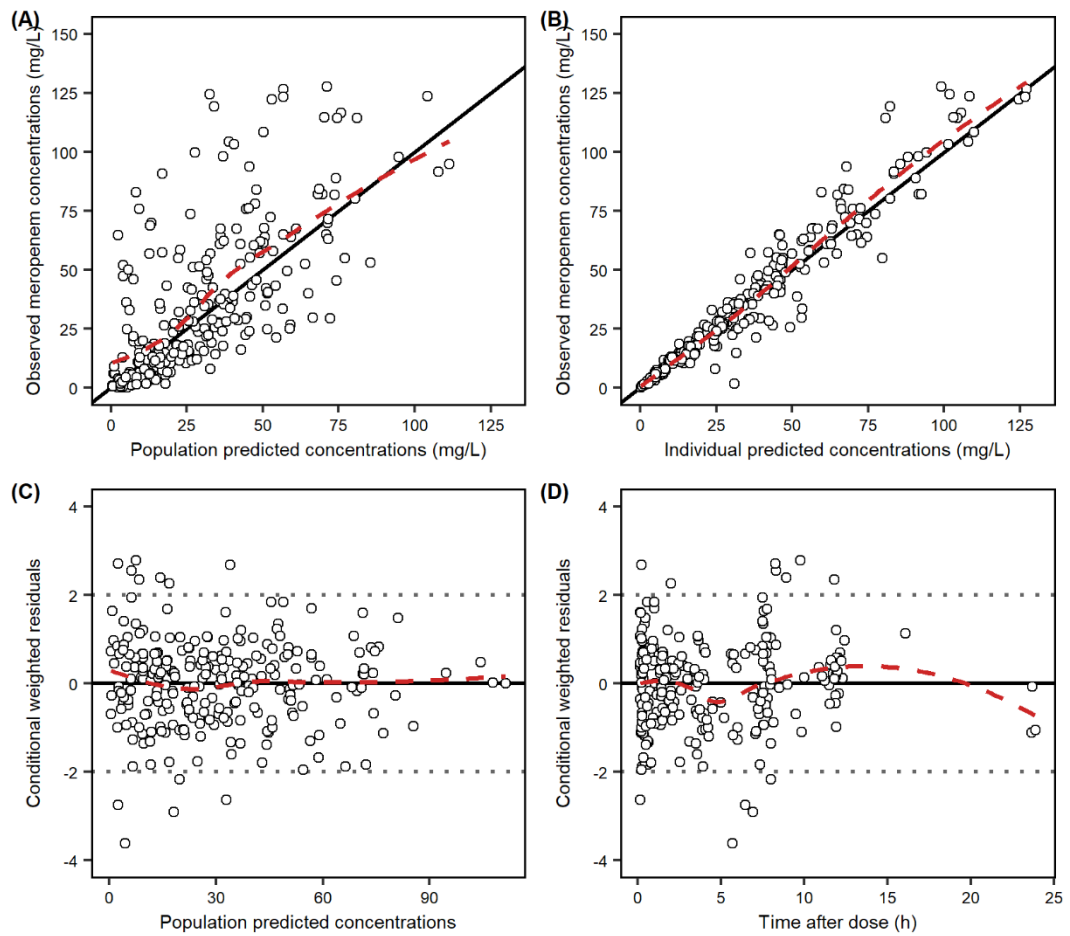 (A)
Observed meropenem concentrations (mg/L)
150
125
100
75
50
25
0
0 25 50 75 100 125
Population predicted concentrations (mg/L)
(B)
Observed meropenem concentrations (mg/L)
150
125
100
75
50
25
0
0 25 50 75 100 125
Individual predicted concentrations (mg/L)
(C)
Conditional weighted residuals
4
2
0
-2
-4
0 30 60 90
Population predicted concentrations
(D)
Conditional weighted residuals
4
2
0
-2
-4
0 5 10 15 20 25
Time after dose (h)